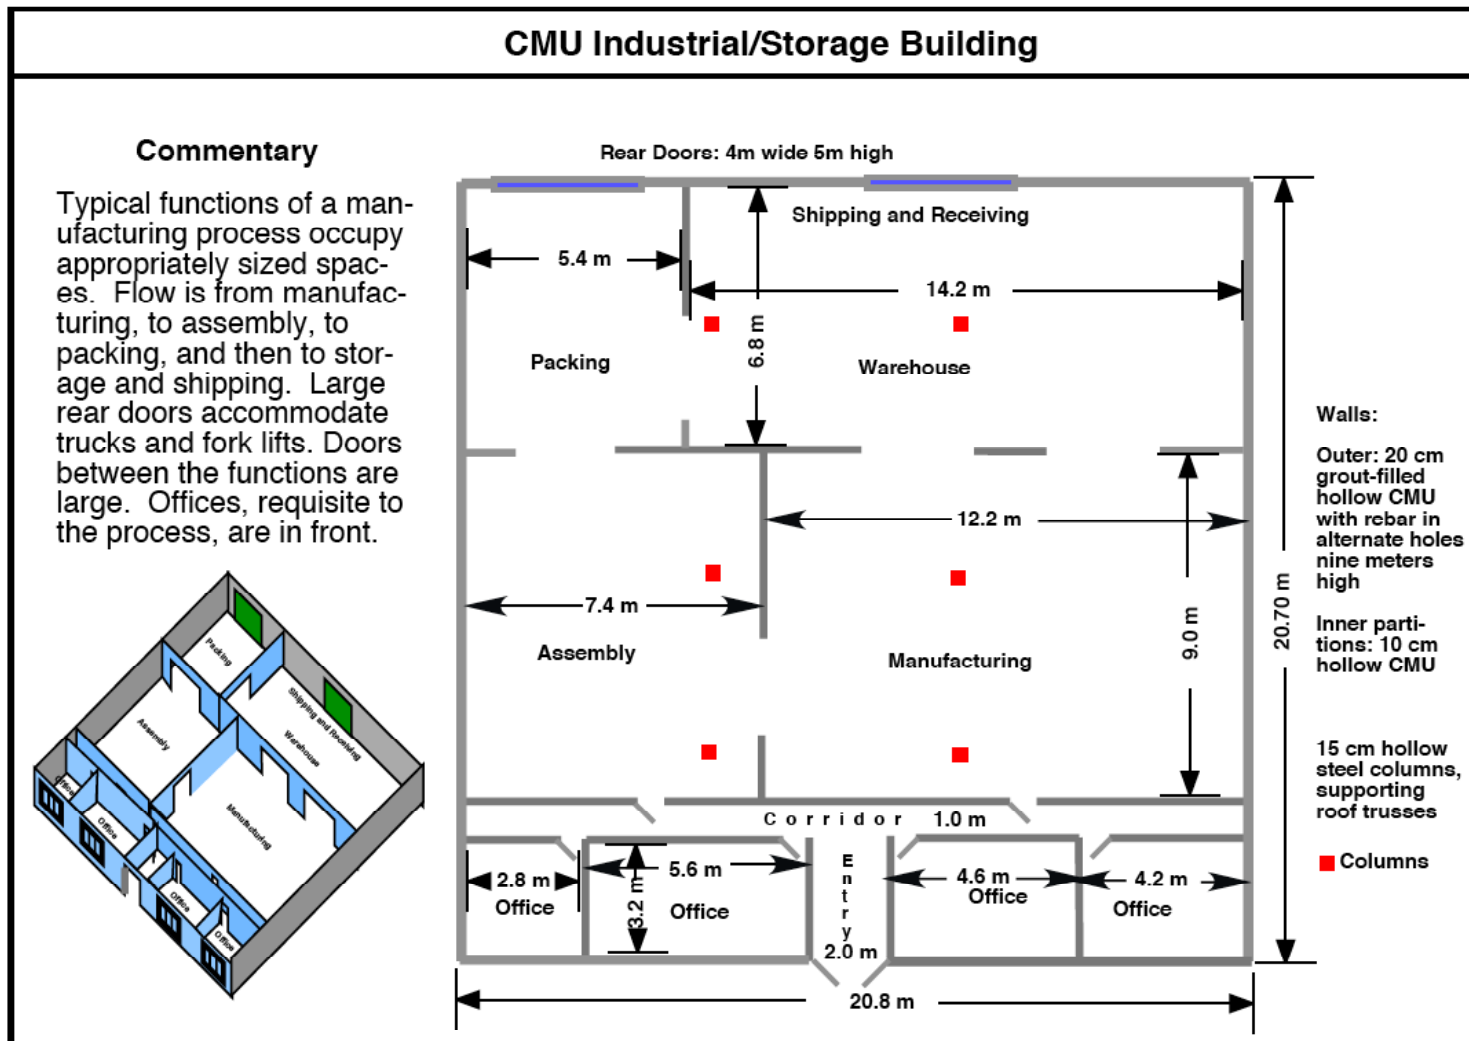 CMU Industrial/Storage Building
Commentary
Typical functions of a man-
ufacturing process occupy
appropriately sized spac-
es.  Flow is from manufac-
turing, to assembly, to
packing, and then to stor-
age and shipping.  Large
rear doors accommodate
trucks and fork lifts. Doors
between the functions are
large.  Offices, requisite to
the process, are in front.
Rear Doors: 4m wide 5m high
Shipping and Receiving
5.4 m
14.2 m
6.8 m
Packing
Warehouse
12.2 m
7.4 m
9.0 m
20.70 m
Assembly
Manufacturing
Corridor 1.0 m
Entry
2.0 m
2.8 m
Office
3.2 m
5.6 m
Office
4.6 m
Office
4.2 m
Office
20.8 m
Walls:
Outer: 20 cm
grout-filled
hollow CMU
with rebar in
alternate holes
nine meters
high
Inner parti-
tions: 10 cm
hollow CMU
15 cm hollow
steel columns,
supporting
roof trusses
Columns
Packing
Shipping and Receiving
Assembly
Warehouse
Manufacturing
Office
Office
Office
Office